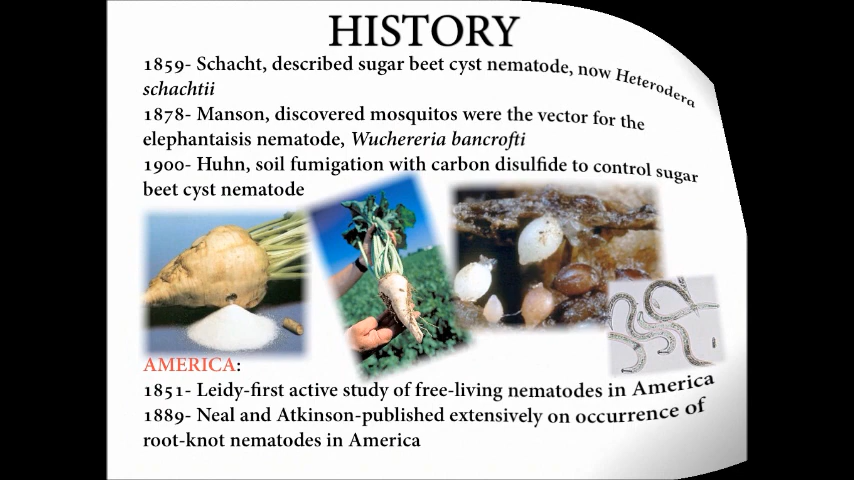 HISTORY
1859- Schacht, described sugar beet cyst nematode, now Heterodera
schachtii
1878- Manson, discovered mosquitos were the vector for the
elephantaisis nematode, Wuchereria bancrofti
1900- Huhn, soil fumigation with carbon disulfide to control sugar
beet cyst nematode
AMERICA:
1851- Leidy-first active study of free-living nematodes in America
1889- Neal and Atkinson-published extensively on occurrence of
root-knot nematodes in America